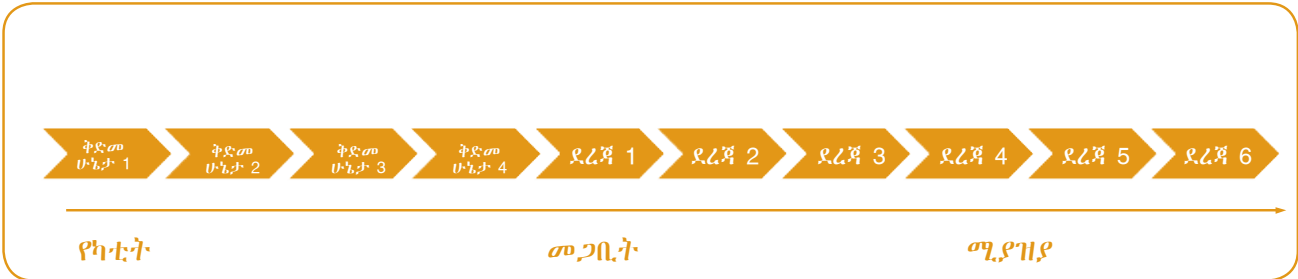 ቅድመ
ሁኔታ 1
ቅድመ
ሁኔታ 2
ቅድመ
ሁኔታ 3
ቅድመ
ሁኔታ 4
ደረጃ 1
ደረጃ 2
ደረጃ 3
ደረጃ 4
ደረጃ 5
ደረጃ 6
የካቲት
መጋቢት
ሚያዝያ